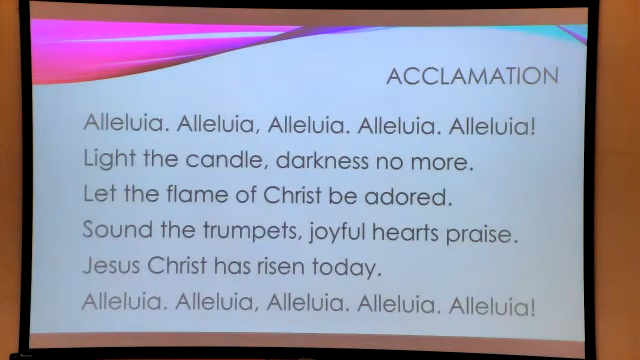 ACCLAMATION
Alleluia. Alleluia, Alleluia. Alleluia. Alleluia!
Light the candle, darkness no more.
Let the flame of Christ be adored.
Sound the trumpets, joyful hearts praise.
Jesus Christ has risen today.
Alleluia. Alleluia, Alleluia. Alleluia. Alleluia!